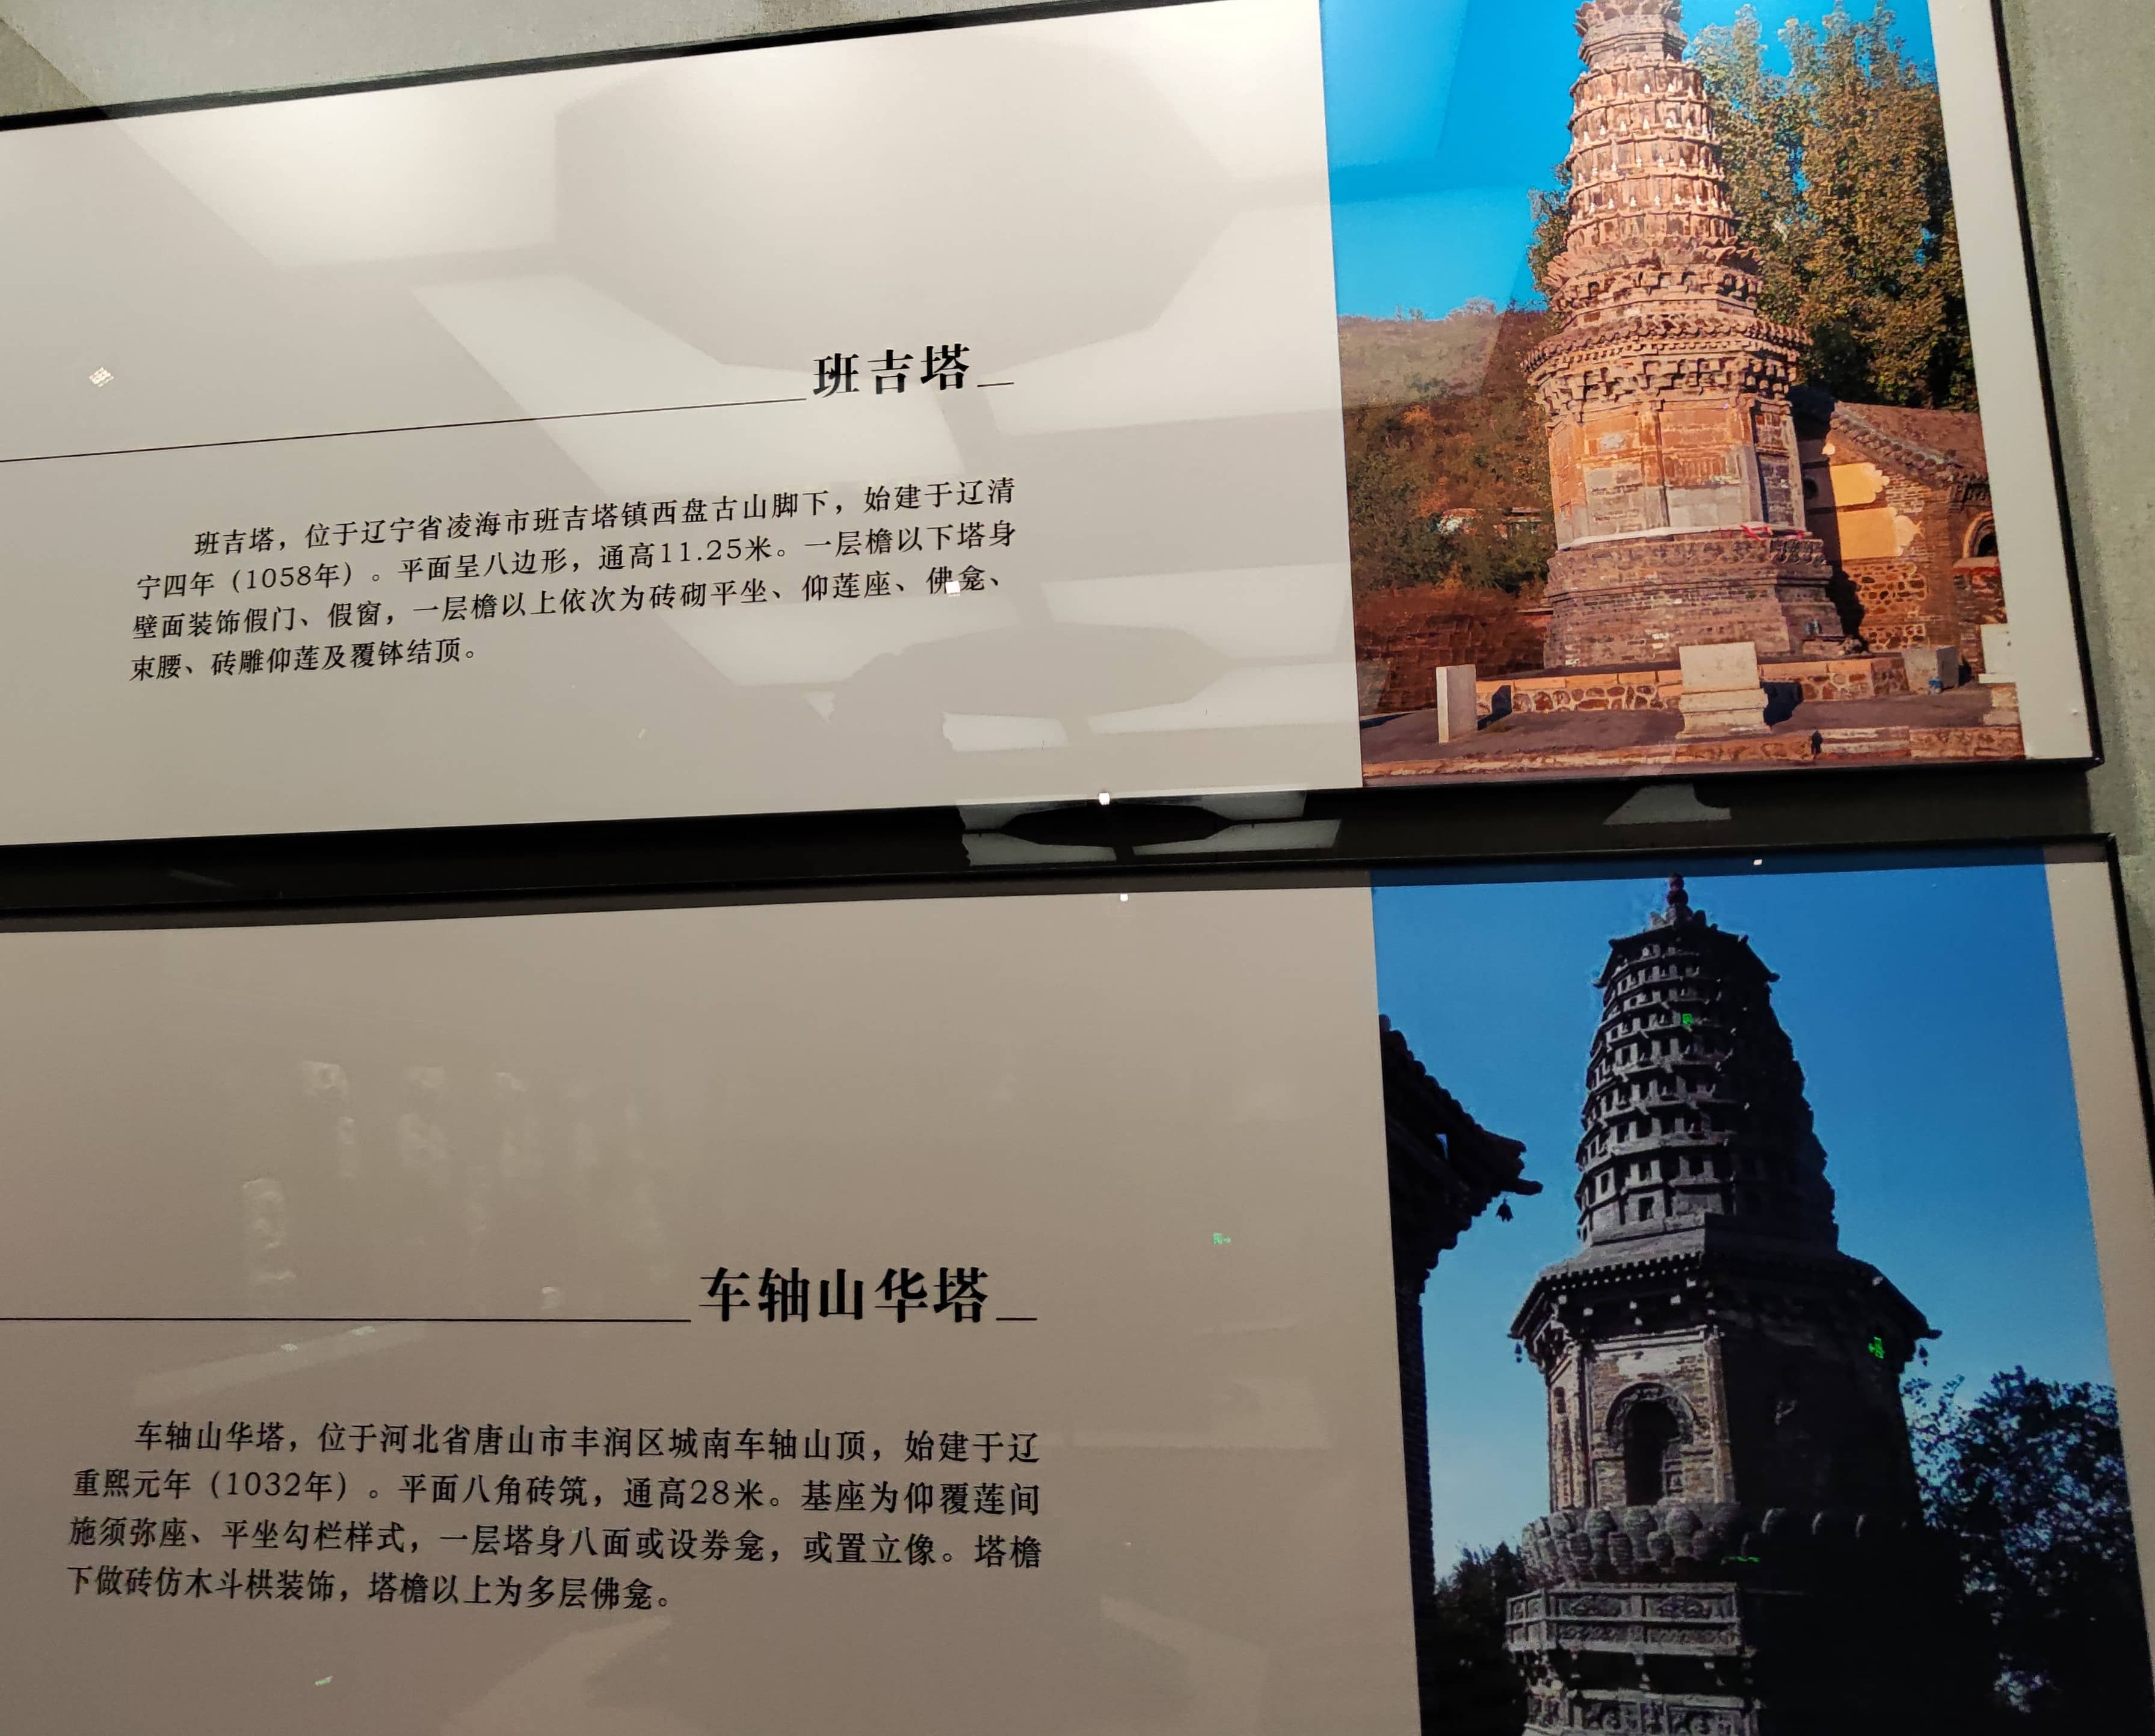 班吉塔
班吉塔，位于辽宁省凌海市班吉塔镇西盘古山脚下，始建于辽清
宁四年（1058年）。平面呈八边形，通高11.25米。一层檐以下塔身
壁面装饰假门、假窗，一层檐以上依次为砖砌平坐、仰莲座、佛龛、
束腰、砖雕仰莲及覆钵结顶。
车轴山华塔
车轴山华塔，位于河北省唐山市丰润区城南车轴山顶，始建于辽
重熙元年（1032年）。平面八角砖筑，通高28米。基座为仰覆莲间
施须弥座、平坐勾栏样式，一层塔身八面或设券龛，或置立像。塔檐
下做砖仿木斗栱装饰，塔檐以上为多层佛龛。